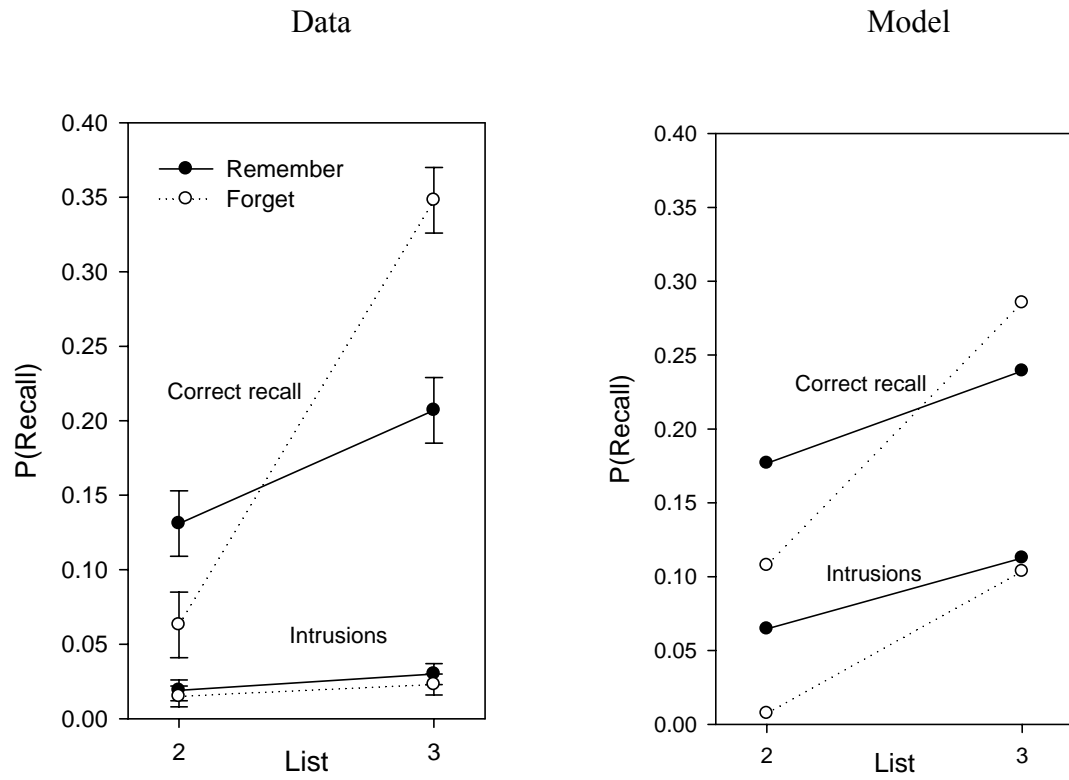 Data
Model
0.40
0.35
0.30
0.25
0.20
0.15
0.10
0.05
0.00
P(Recall)
Remember
Forget
Correct recall
Intrusions
2
3
List
0.40
0.35
0.30
0.25
0.20
0.15
0.10
0.05
0.00
P(Recall)
Correct recall
Intrusions
2
3
List